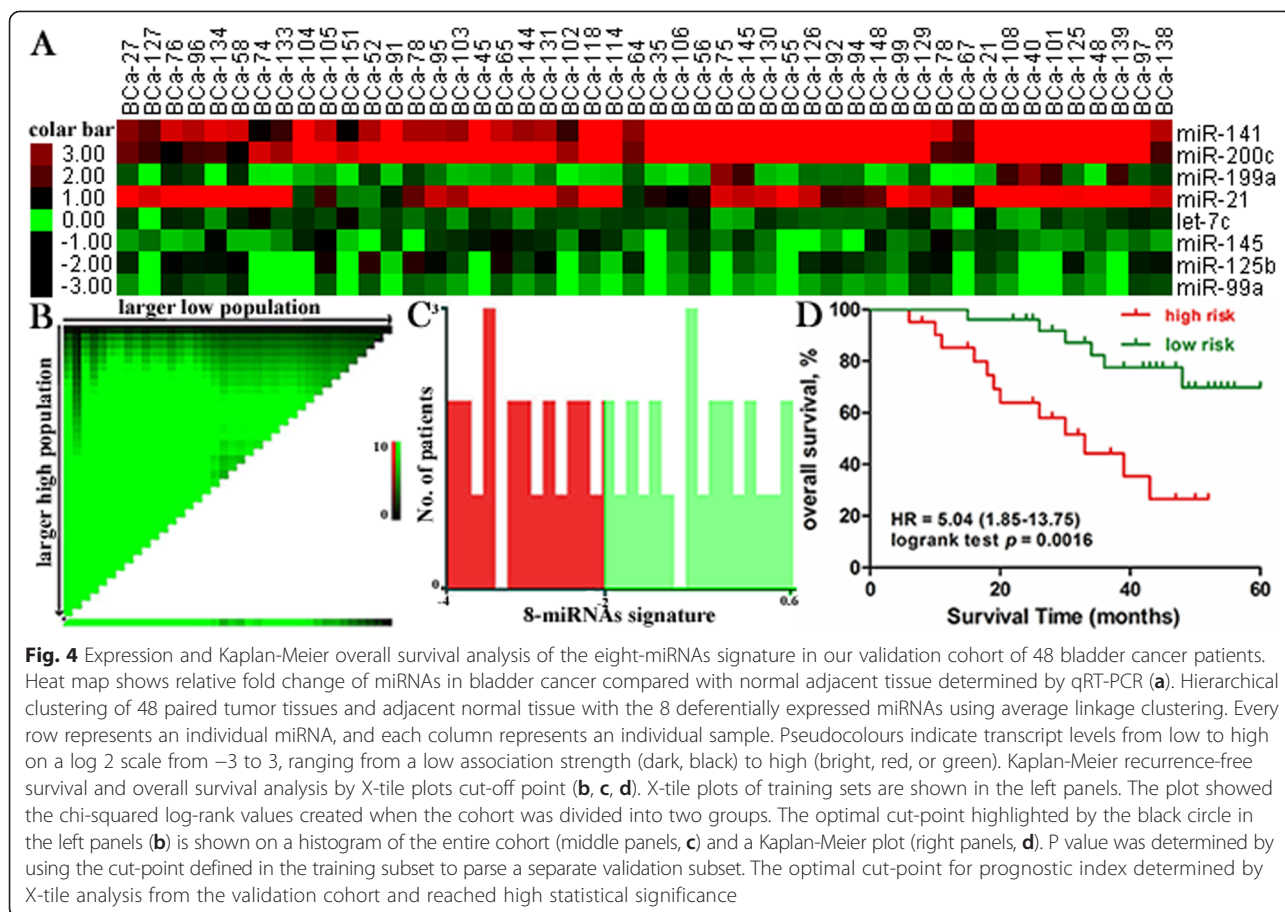 A
BCa-27
BCa-127
BCa-76
BCa-96
BCa-134
BCa-58
BCa-74
BCa-133
BCa-104
BCa-105
BCa-151
BCa-52
BCa-91
BCa-78
BCa-95
BCa-103
BCa-45
BCa-65
BCa-44
BCa-131
BCa-102
BCa-118
BCa-114
BCa-64
BCa-35
BCa-106
BCa-56
BCa-75
BCa-145
BCa-130
BCa-55
BCa-126
BCa-92
BCa-94
BCa-148
BCa-99
BCa-129
BCa-78
BCa-67
BCa-21
BCa-108
BCa-40
BCa-101
BCa-125
BCa-48
BCa-139
BCa-97
BCa-138
colar bar
3.00
2.00
1.00
0.00
-1.00
-2.00
-3.00
miR-141
miR-200c
miR-199a
miR-21
let-7c
miR-145
miR-125b
miR-99a
B
larger low population
larger high population
10
0
C
No. of patients
3
0
-4
-2
0.6
8-miRNAs signature
D
overall survival, %
100
80
60
40
20
0
high risk
low risk
HR = 5.04 (1.85-13.75)
logrank test p = 0.0016
0
20
40
60
Survival Time (months)
Fig. 4 Expression and Kaplan-Meier overall survival analysis of the eight-miRNAs signature in our validation cohort of 48 bladder cancer patients.
Heat map shows relative fold change of miRNAs in bladder cancer compared with normal adjacent tissue determined by qRT-PCR (a). Hierarchical
clustering of 48 paired tumor tissues and adjacent normal tissue with the 8 deferentially expressed miRNAs using average linkage clustering. Every
row represents an individual miRNA, and each column represents an individual sample. Pseudocolours indicate transcript levels from low to high
on a log 2 scale from −3 to 3, ranging from a low association strength (dark, black) to high (bright, red, or green). Kaplan-Meier recurrence-free
survival and overall survival analysis by X-tile plots cut-off point (b, c, d). X-tile plots of training sets are shown in the left panels. The plot showed
the chi-squared log-rank values created when the cohort was divided into two groups. The optimal cut-point highlighted by the black circle in
the left panels (b) is shown on a histogram of the entire cohort (middle panels, c) and a Kaplan-Meier plot (right panels, d). P value was determined by
using the cut-point defined in the training subset to parse a separate validation subset. The optimal cut-point for prognostic index determined by
X-tile analysis from the validation cohort and reached high statistical significance